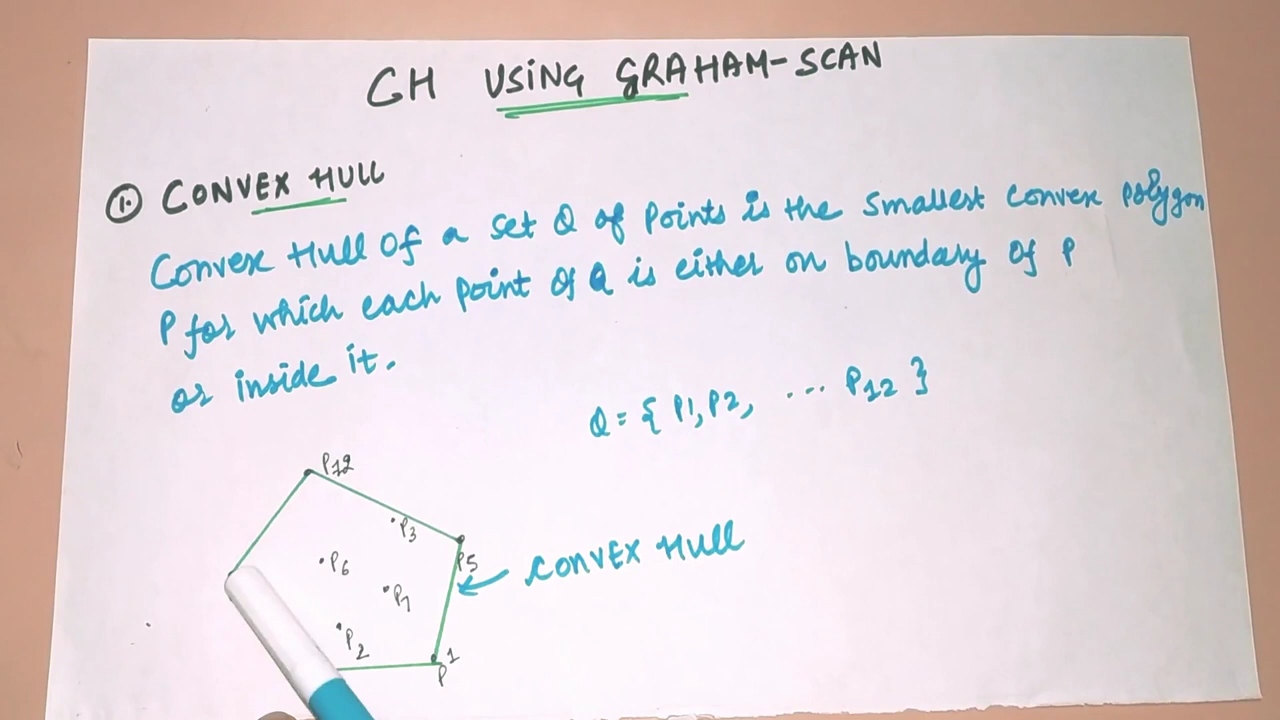 CH USING GRAHAM-SCAN
1. CONVEX HULL
Convex Hull of a set Q of points is the smallest convex polygon
P for which each point of Q is either on boundary of P
or inside it.
Q = { P1, P2, ... P12 }
P12
P3
P5
P6
CONVEX HULL
P7
P2
P1